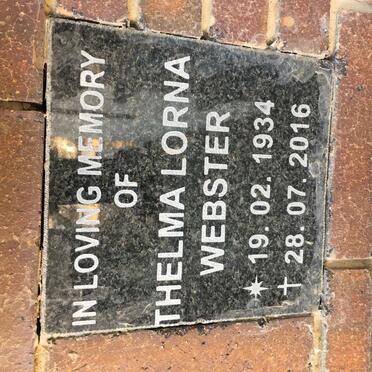 IN LOVING MEMORY
OF
THELMA LORNA
WEBSTER
19. 02. 1934
28. 07. 2016